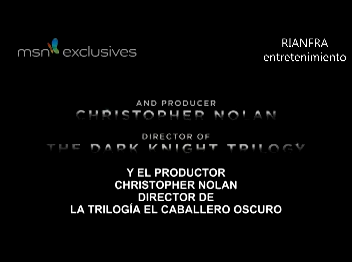 msn exclusives
RIANFRA
entretenimiento
AND PRODUCER
CHRISTOPHER NOLAN
DIRECTOR OF
THE DARK KNIGHT TRILOGY
Y EL PRODUCTOR
CHRISTOPHER NOLAN
DIRECTOR DE
LA TRILOGÍA EL CABALLERO OSCURO